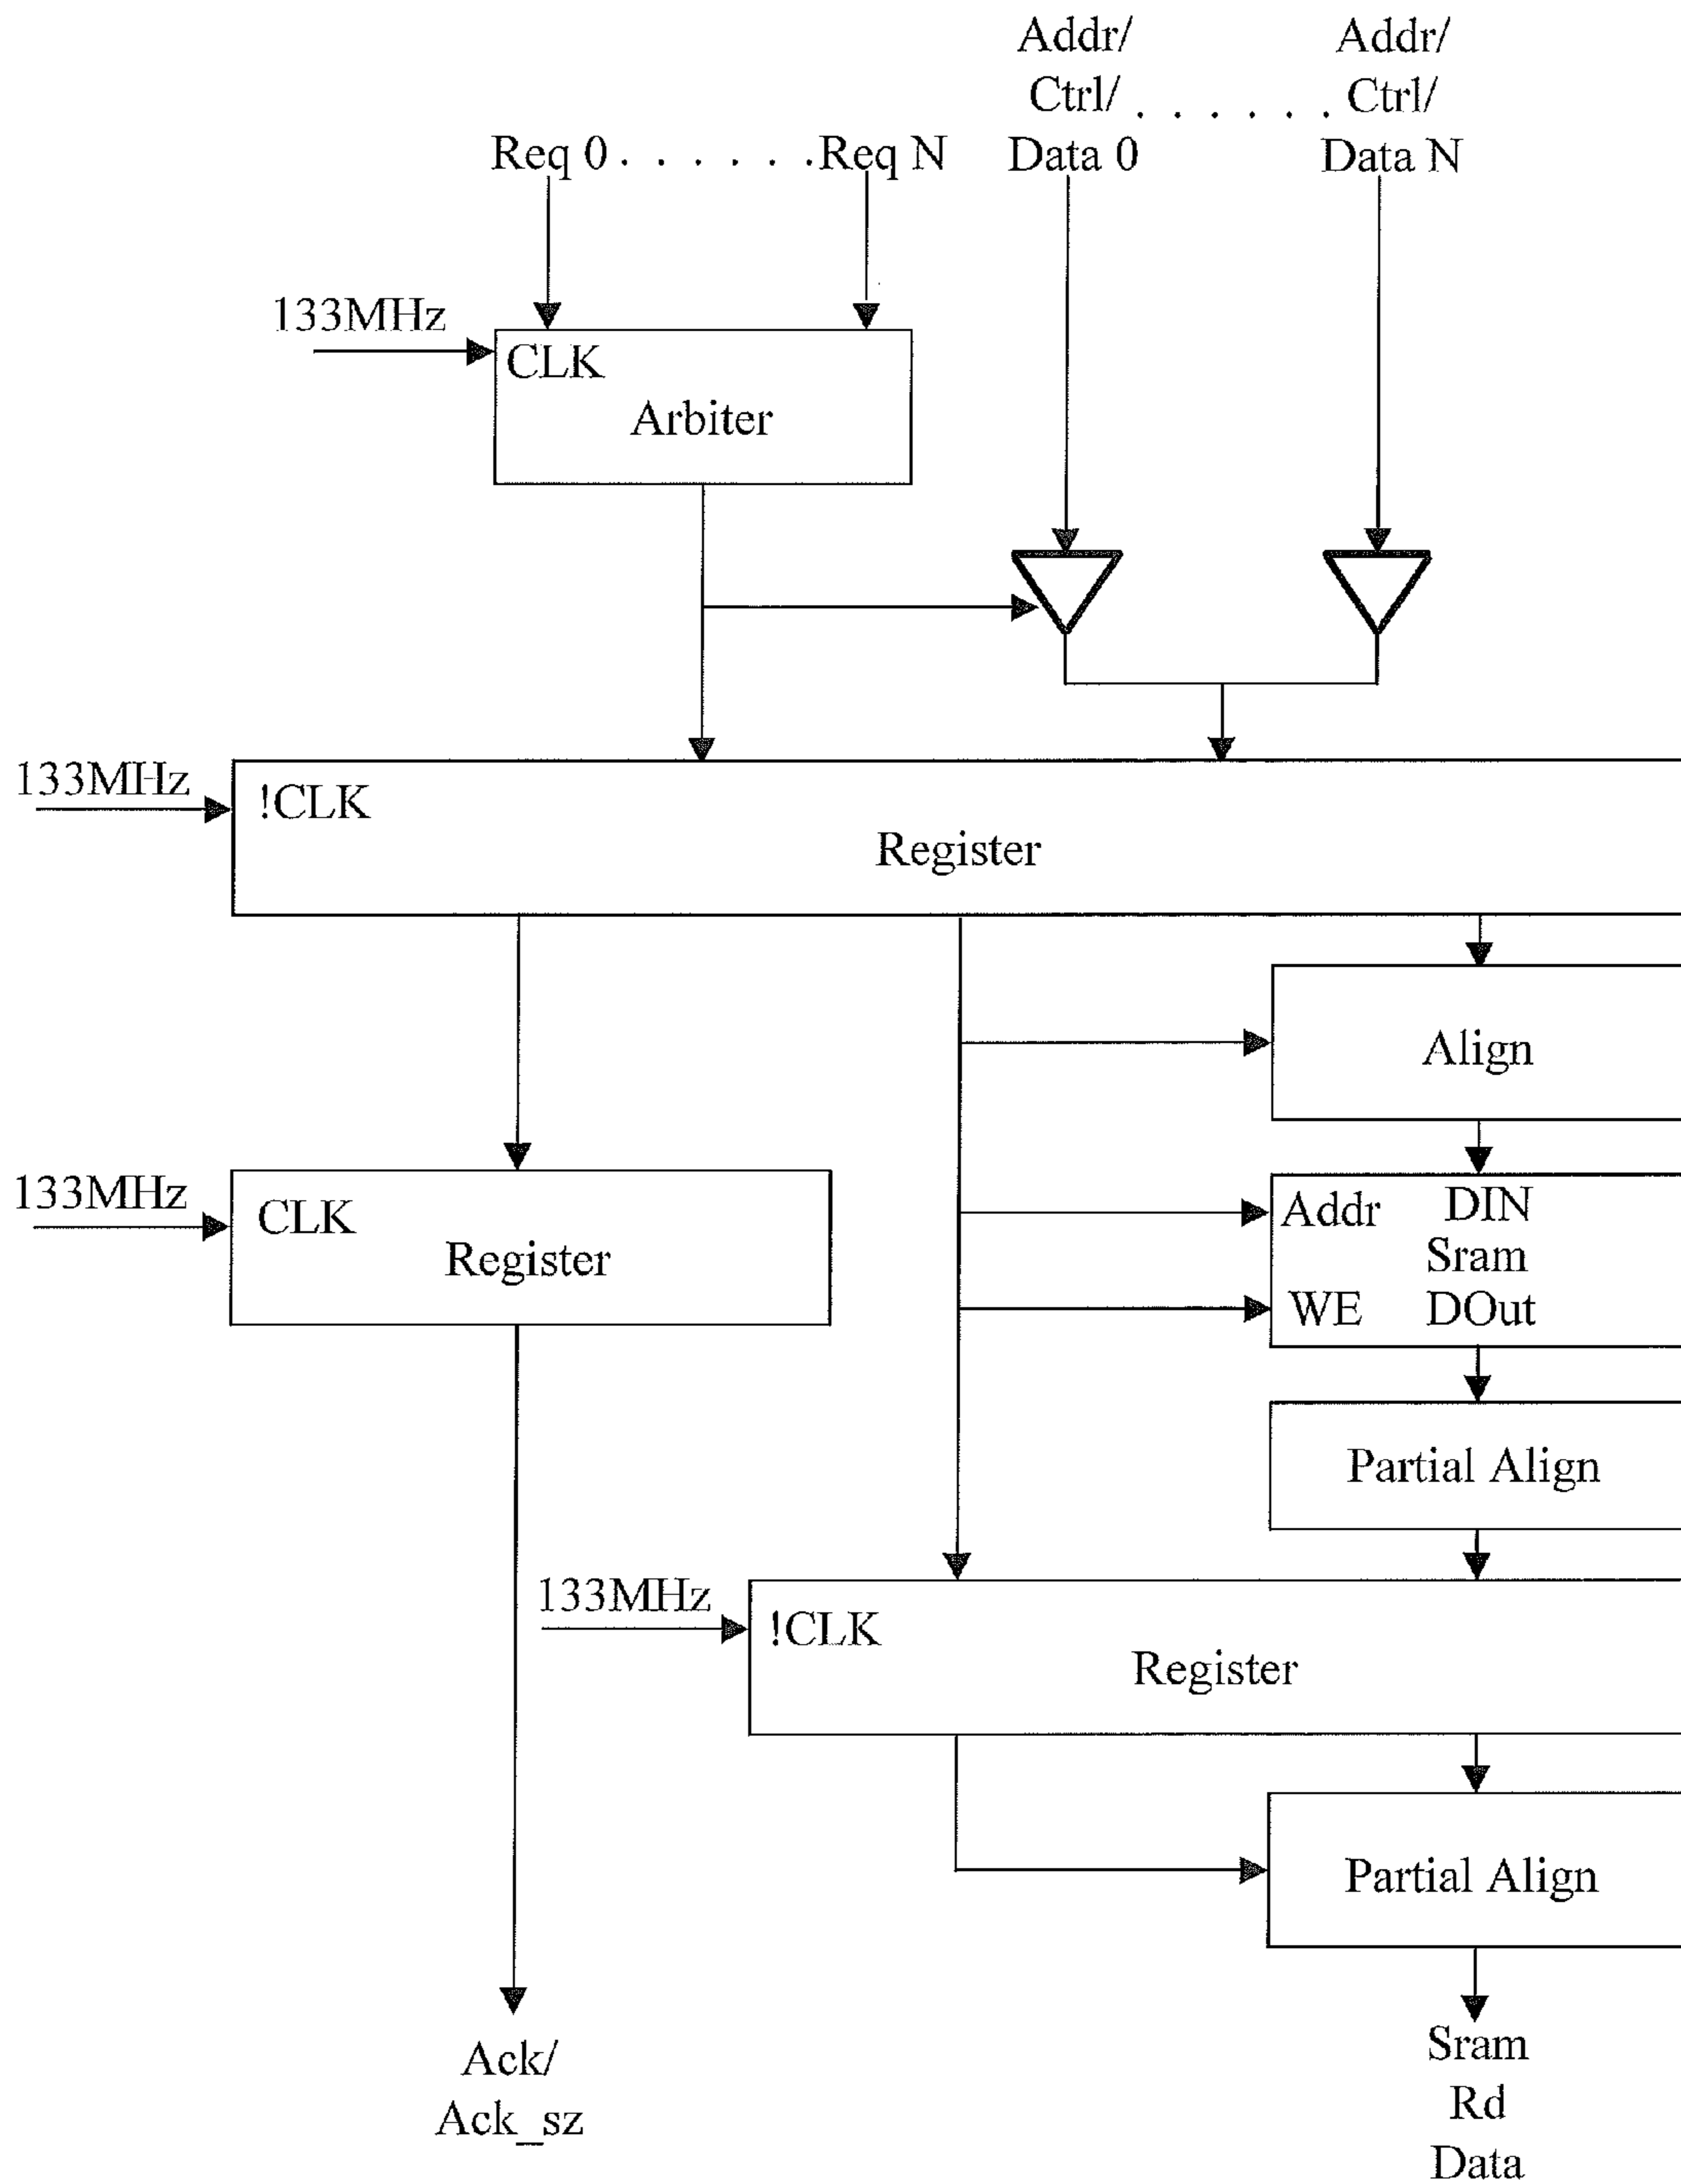 Addr/ Addr/
Ctrl/ . . . . . . Ctrl/
Req 0 . . . . . . Req N Data 0 Data N
133MHz
CLK
Arbiter
133MHz
!CLK
Register
Align
133MHz
CLK
Register
Addr DIN
Sram
WE DOut
Partial Align
133MHz
!CLK
Register
Partial Align
Ack/
Ack_sz
Sram
Rd
Data